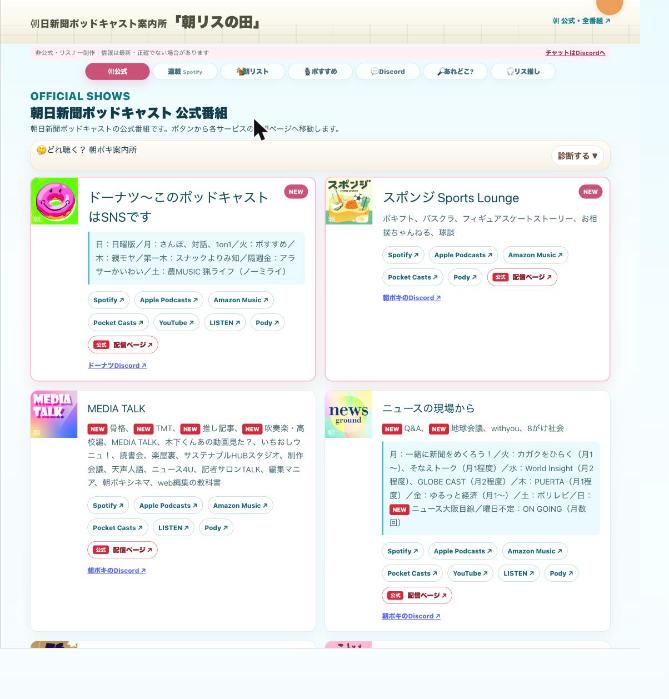 朝日新聞ポッドキャスト案内所「朝リスの田」
公式・全番組 ↗
非公式・リスナー制作｜情報は最新・正確でない場合があります
チャットはDiscordへ
公式
連載 Spotify
リスト
おすすめ
Discord
あれどこ?
リス推し
OFFICIAL SHOWS
朝日新聞ポッドキャスト 公式番組
朝日新聞ポッドキャストの公式番組です。ボタンから各サービスの
ページへ移動します。
どれ聴く? 朝ポキ案内所
診断する ▼
ドーナツ〜このポッドキャスト
はSNSです
NEW
日：日曜版／月：さんぽ、対話、1on1／火：ポすすめ／
木：親モヤ／第一木：スナックよりみ知／隔週金：アラ
サーかいわい／土：農MUSIC 猟ライフ（ノーミライ）
Spotify ↗
Apple Podcasts ↗
Amazon Music ↗
Pocket Casts ↗
YouTube ↗
LISTEN ↗
Pody ↗
公式 配信ページ ↗
ドーナツDiscord ↗
スポンジ
スポンジ Sports Lounge
NEW
ポキフト、バスクラ、フィギュアスケートストーリー、お相
撲ちゃんねる、球談
Spotify ↗
Apple Podcasts ↗
Amazon Music ↗
Pocket Casts ↗
Pody ↗
公式 配信ページ ↗
朝ポキのDiscord ↗
MEDIA
TALK
MEDIA TALK
NEW 骨格、 NEW TMT、 NEW 推し記事、 NEW 吹奏楽・高
校編、MEDIA TALK、木下くんあの動画見た?、いちおしウ
ニュ！、読書会、楽屋裏、サステナブルHUBスタジオ、制作
会議、天声人語、ニュース4U、記者サロンTALK、編集マニ
ア、朝ポキシネマ、web編集の教科書
Spotify ↗
Apple Podcasts ↗
Amazon Music ↗
Pocket Casts ↗
LISTEN ↗
Pody ↗
公式 配信ページ ↗
朝ポキのDiscord ↗
news
ground
ニュースの現場から
NEW Q&A、 NEW 地球会議、withyou、8がけ社会
月：一緒に新聞をめくろう！／火：カガクをひらく（月1
〜）、そなえトーク（月1程度）／水：World Insight（月2
程度）、GLOBE CAST（月2程度）／木：PUERTA（月1程
度）／金：ゆるっと経済（月1〜）／土：ポリレビ／日：
NEW ニュース大阪目線／曜日不定：ON GOING（月数
回）
Spotify ↗
Apple Podcasts ↗
Amazon Music ↗
Pocket Casts ↗
YouTube ↗
LISTEN ↗
Pody ↗
公式 配信ページ ↗
朝ポキのDiscord ↗